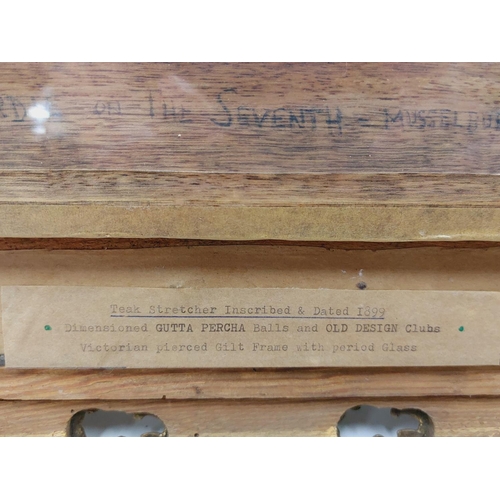 ON THE SEVENTH - MUSSELBUR
Teak Stretcher Inscribed & Dated 1899
Dimensioned GUTTA PERCHA Balls and OLD DESIGN Clubs
Victorian pierced Gilt Frame with period Glass